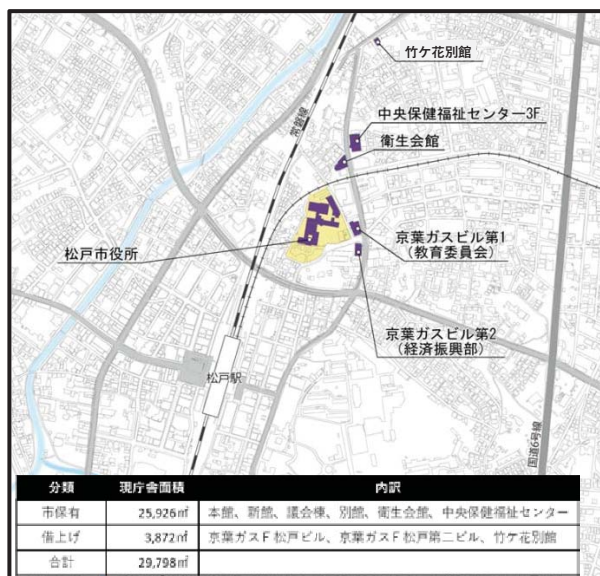 竹ケ花別館
中央保健福祉センター3F
衛生会館
常磐線
松戸市役所
京葉ガスビル第1
（教育委員会）
京葉ガスビル第2
（経済振興部）
松戸駅
国道6号線
分類 現庁舎面積 内訳
市保有 25,926㎡ 本館、新館、議会棟、別館、衛生会館、中央保健福祉センター
借上げ 3,872㎡ 京葉ガスF松戸ビル、京葉ガスF松戸第二ビル、竹ケ花別館
合計 29,798㎡